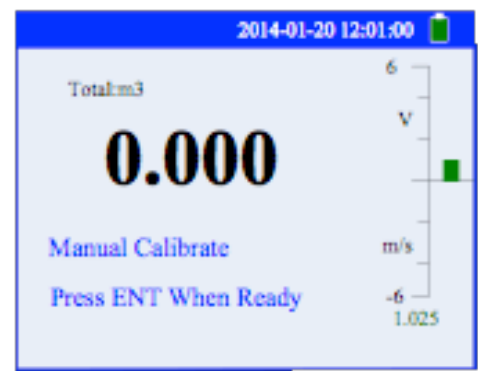 2014-01-20 12:01:00
Total:m3
0.000
Manual Calibrate
Press ENT When Ready
6
V
m/s
-6
1.025